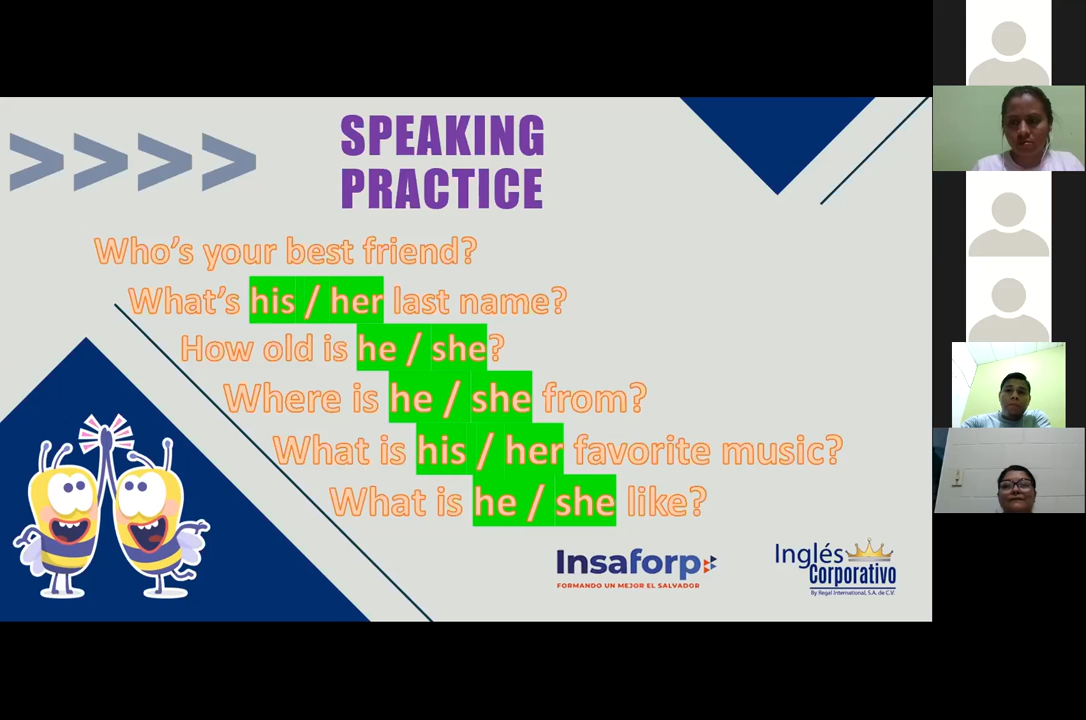 SPEAKING
PRACTICE
Who's your best friend?
What's his / her last name?
How old is he / she?
Where is he / she from?
What is his / her favorite music?
What is he / she like?
Insaforp
FORMANDO UN MEJOR EL SALVADOR
Inglés
Corporativo
By Regal International, S.A. de C.V.